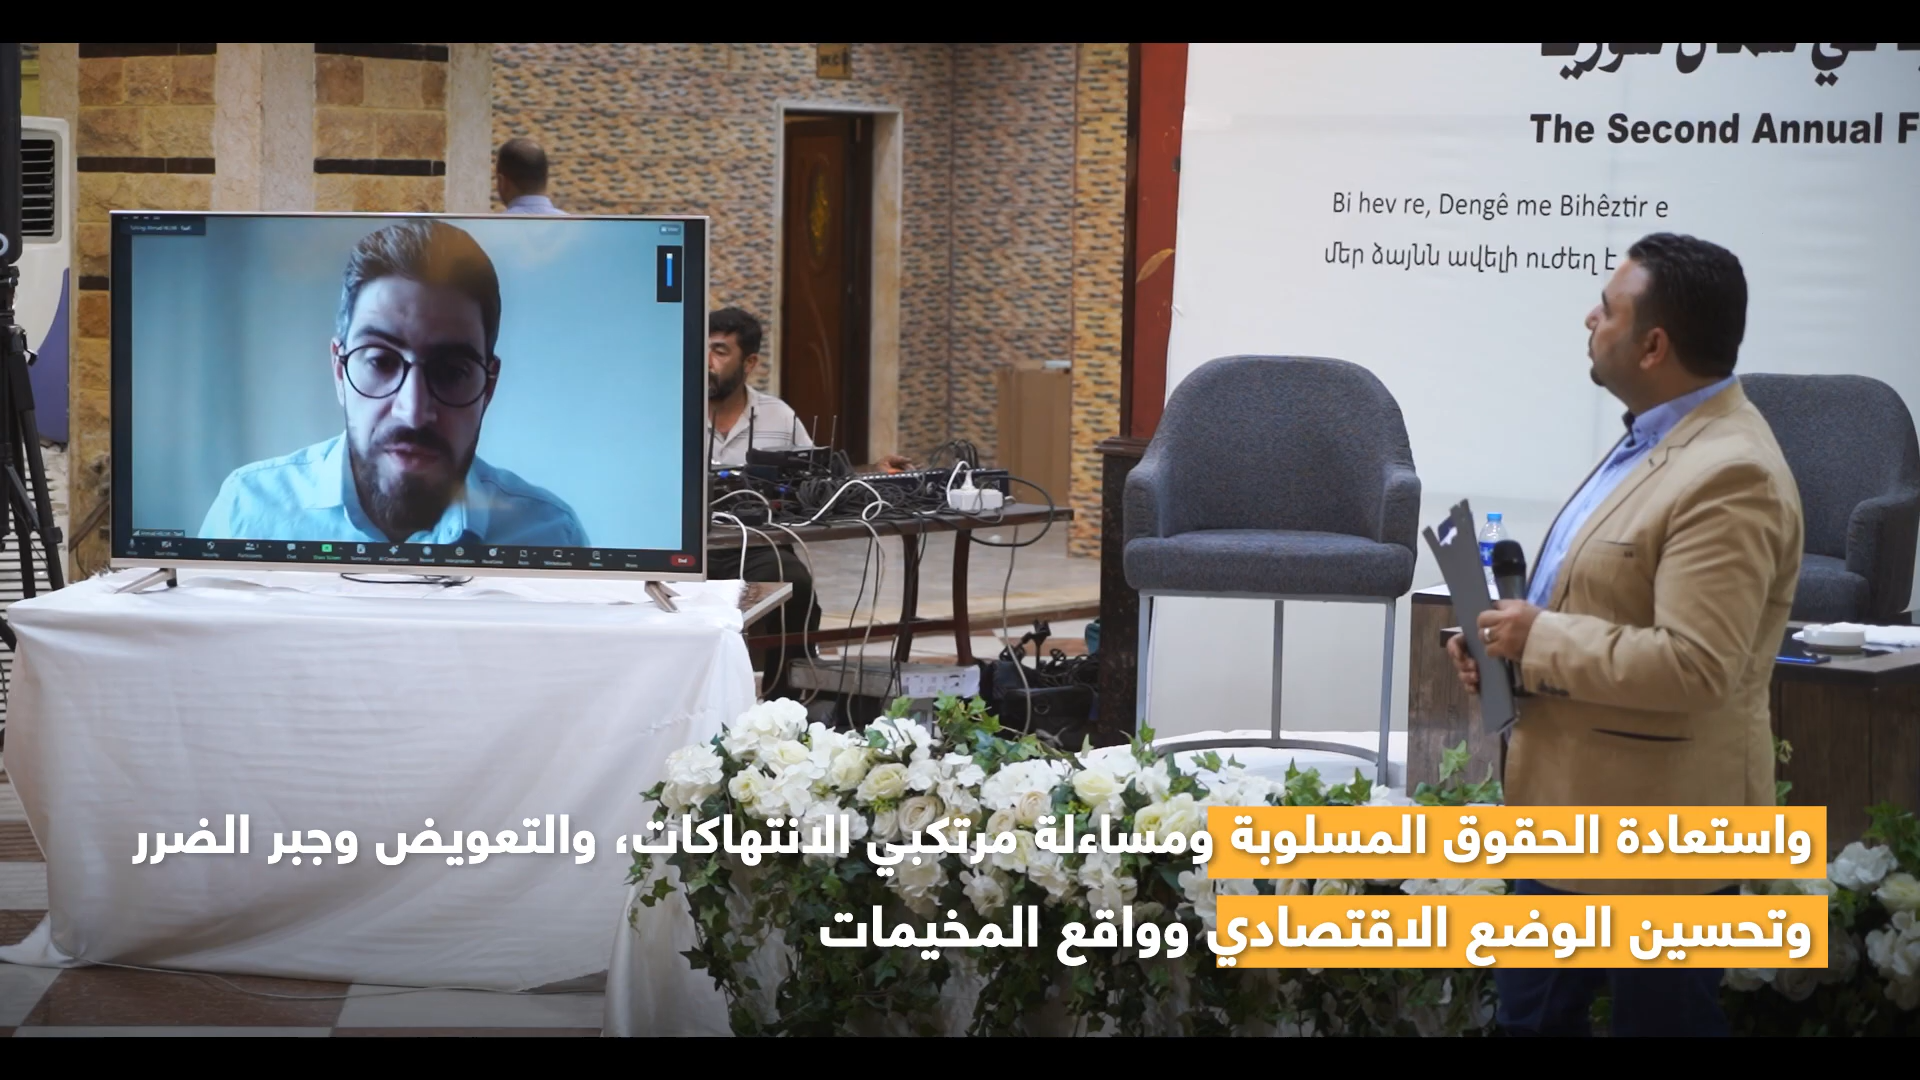 The Second Annual F
Bi hev re, Dengê me Bihêztir e
մեր ձայնն ավելի ուժեղ է
واستعادة الحقوق المسلوبة ومساءلة مرتكبي الانتهاكات، والتعويض وجبر الضرر
وتحسين الوضع الاقتصادي وواقع المخيمات